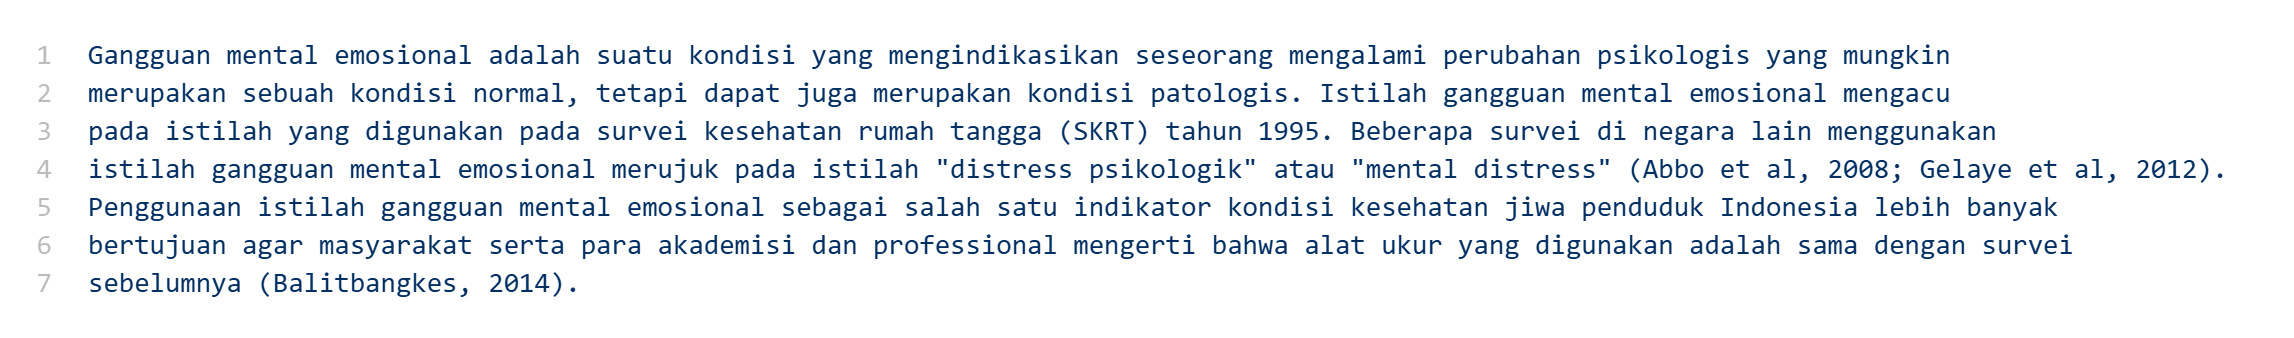 1 Gangguan mental emosional adalah suatu kondisi yang mengindikasikan seseorang mengalami perubahan psikologis yang mungkin
2 merupakan sebuah kondisi normal, tetapi dapat juga merupakan kondisi patologis. Istilah gangguan mental emosional mengacu
3 pada istilah yang digunakan pada survei kesehatan rumah tangga (SKRT) tahun 1995. Beberapa survei di negara lain menggunakan
4 istilah gangguan mental emosional merujuk pada istilah "distress psikologik" atau "mental distress" (Abbo et al, 2008; Gelaye et al, 2012).
5 Penggunaan istilah gangguan mental emosional sebagai salah satu indikator kondisi kesehatan jiwa penduduk Indonesia lebih banyak
6 bertujuan agar masyarakat serta para akademisi dan professional mengerti bahwa alat ukur yang digunakan adalah sama dengan survei
7 sebelumnya (Balitbangkes, 2014).